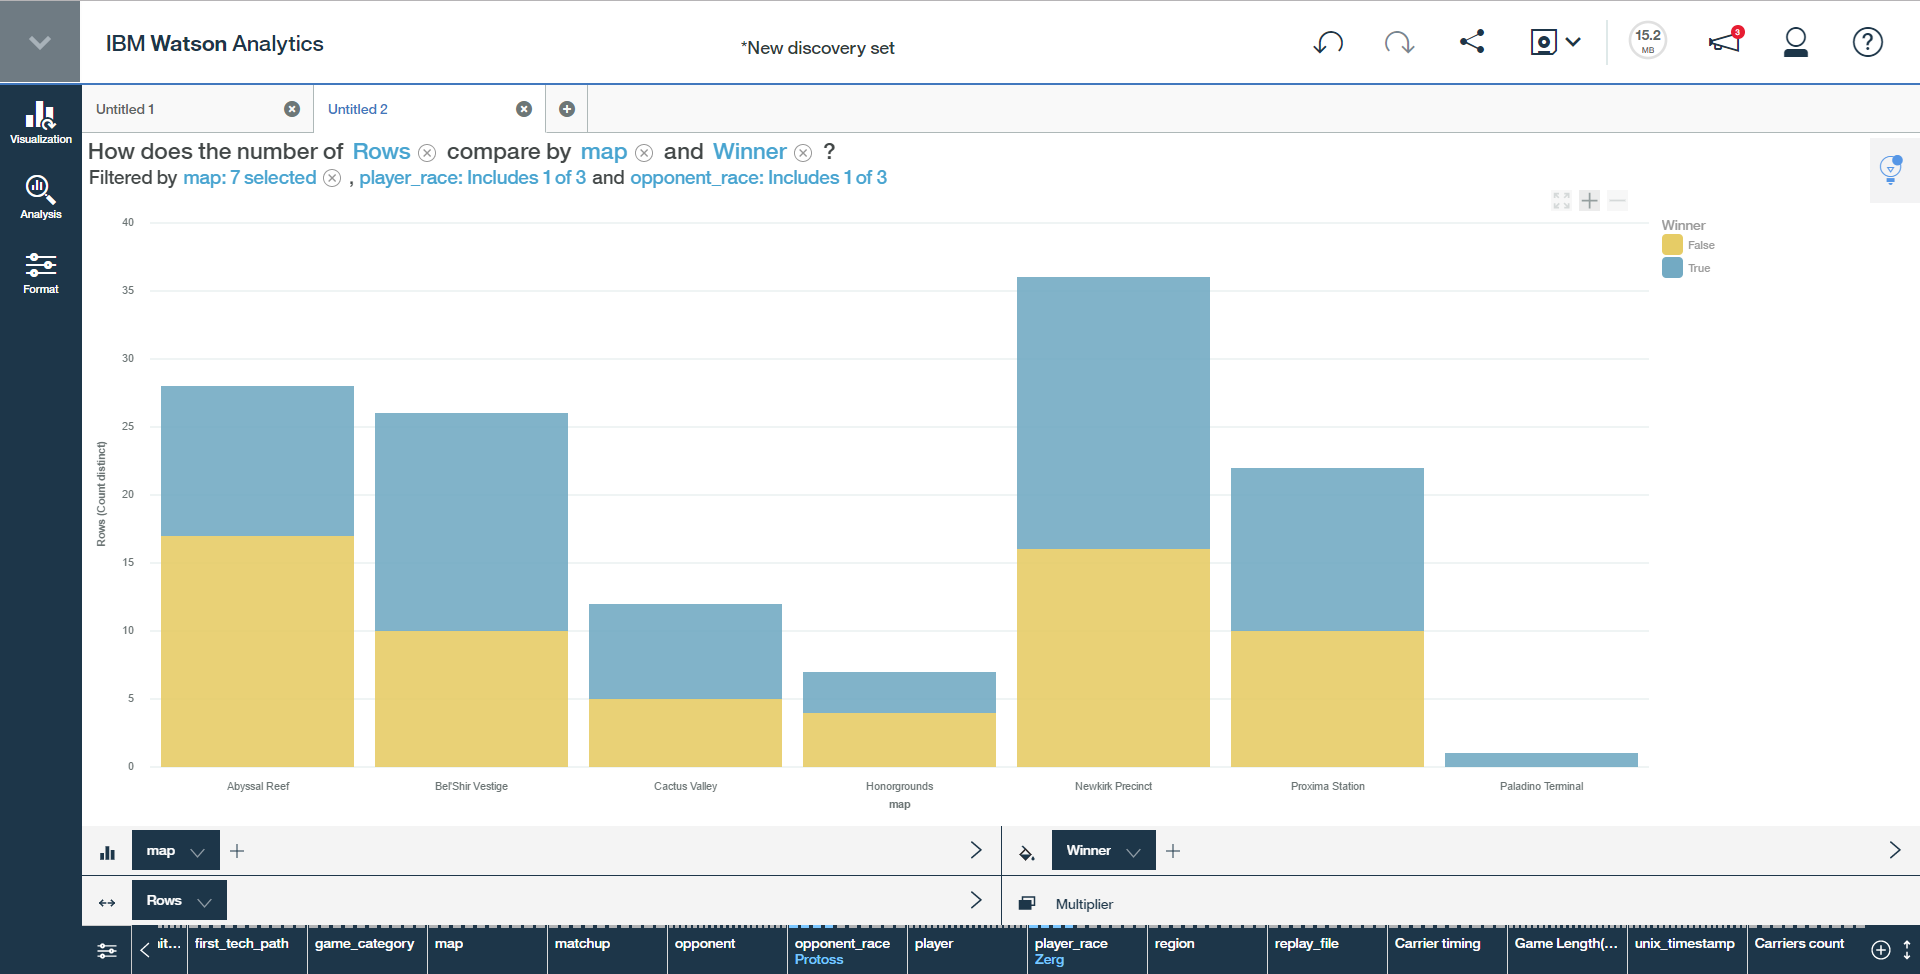 IBM Watson Analytics
*New discovery set
15.2
MB
3
?
Visualization
Analysis
Format
Untitled 1
Untitled 2
How does the number of Rows compare by map and Winner ?
Filtered by map: 7 selected , player_race: Includes 1 of 3 and opponent_race: Includes 1 of 3
Winner
False
True
40
35
30
25
20
15
10
5
0
Rows (Count distinct)
Abyssal Reef
Bel'Shir Vestige
Cactus Valley
Honorgrounds
Newkirk Precinct
Proxima Station
Paladino Terminal
map
map
Winner
Rows
Multiplier
first_tech_path
game_category
map
matchup
opponent
opponent_race
Protoss
player
player_race
Zerg
region
replay_file
Carrier timing
Game Length(...
unix_timestamp
Carriers count